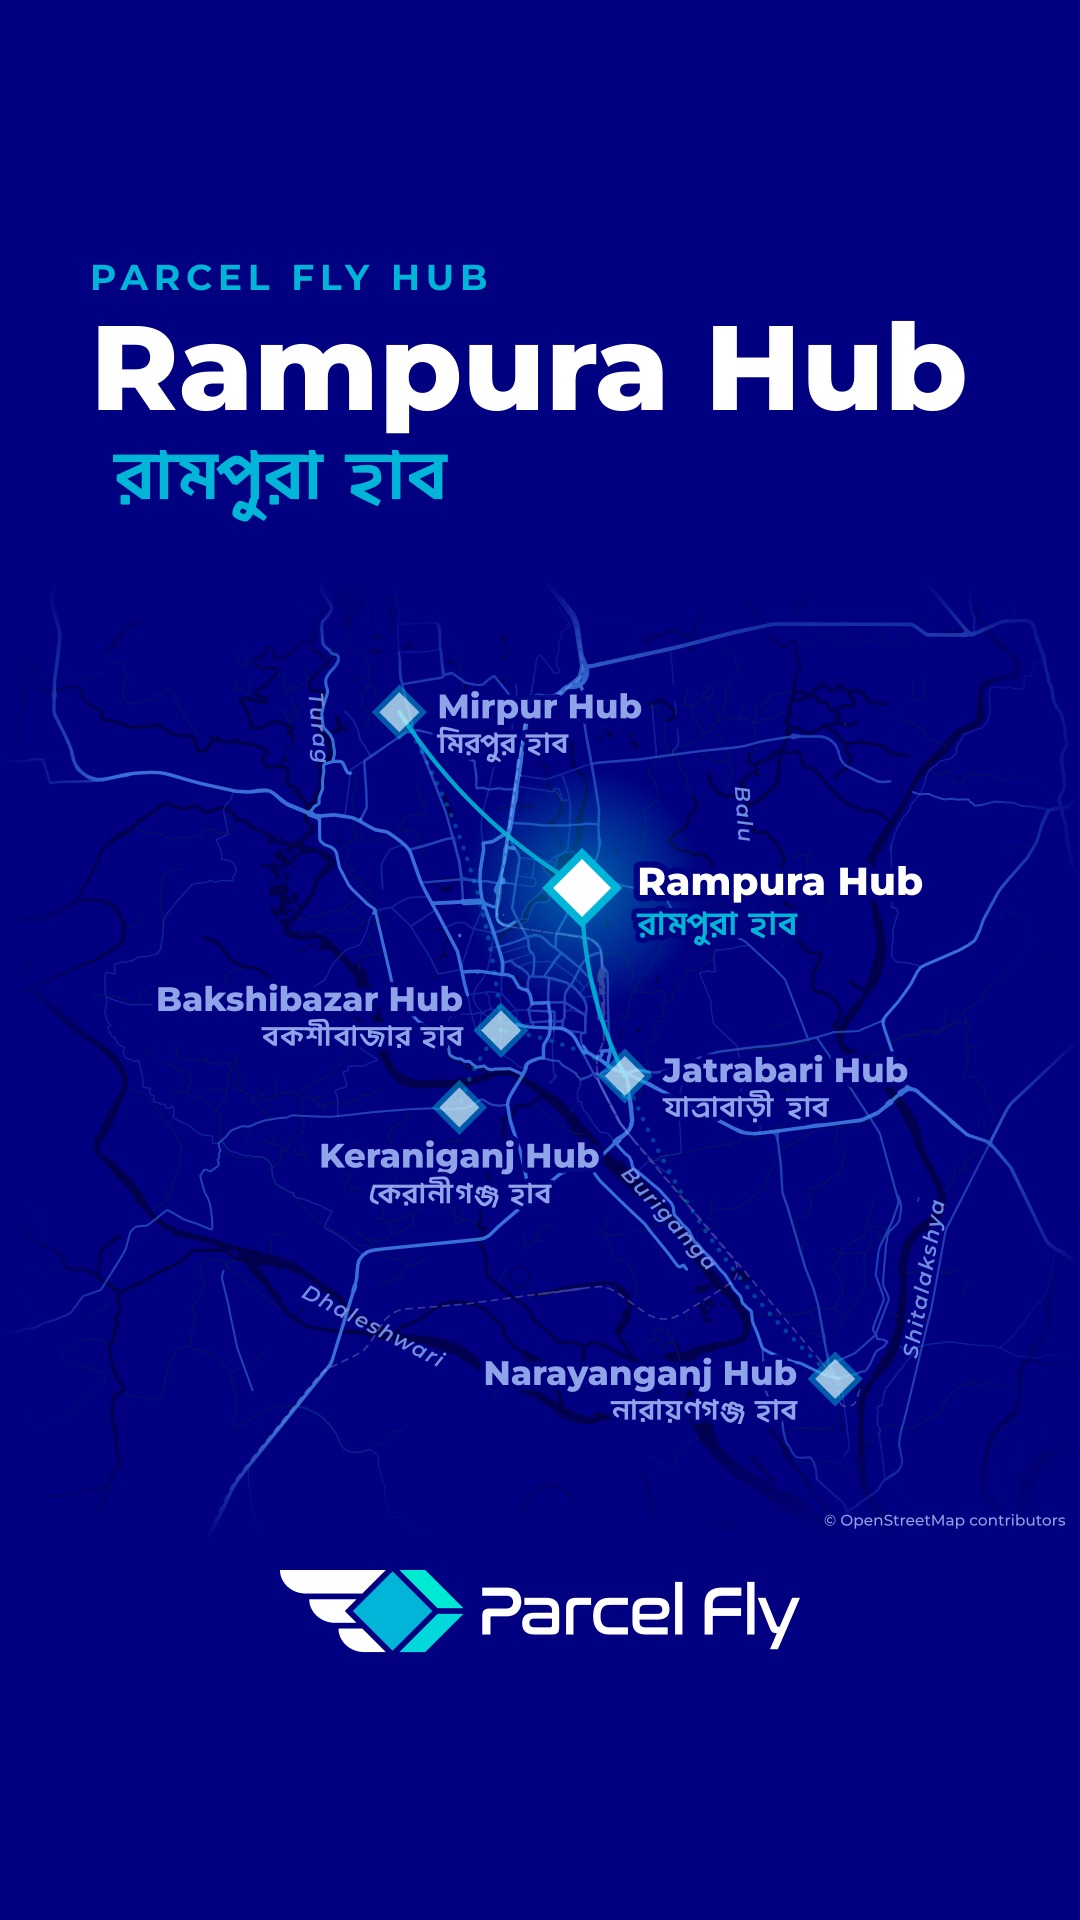 PARCEL FLY HUB
Rampura Hub
রামপুরা হাব
Turag
Mirpur Hub
মিরপুর হাব
Balu
Rampura Hub
রামপুরা হাব
Bakshibazar Hub
বকশীবাজার হাব
Jatrabari Hub
যাত্রাবাড়ী হাব
Keraniganj Hub
কেরানীগঞ্জ হাব
Buriganga
Shitalakshya
Dhaleshwari
Narayanganj Hub
নারায়ণগঞ্জ হাব
© OpenStreetMap contributors
Parcel Fly